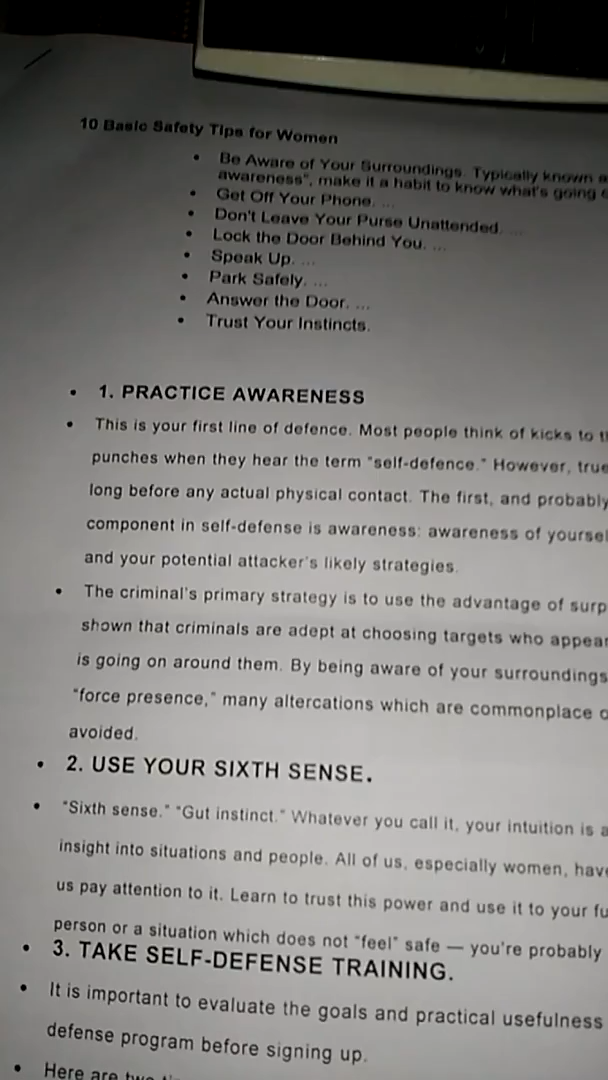 10 Basic Safety Tips for Women
• Be Aware of Your Surroundings. Typically known
awareness", make it a habit to know what's going
• Get Off Your Phone. ...
• Don't Leave Your Purse Unattended. ...
• Lock the Door Behind You. ...
• Speak Up. ...
• Park Safely. ...
• Answer the Door. ...
• Trust Your Instincts.
• 1. PRACTICE AWARENESS
• This is your first line of defence. Most people think of kicks to
punches when they hear the term "self-defence." However, true
long before any actual physical contact. The first, and probably
component in self-defense is awareness: awareness of
and your potential attacker's likely strategies.
• The criminal's primary strategy is to use the advantage of
shown that criminals are adept at choosing targets who appear
is going on around them. By being aware of your surroundings
"force presence," many altercations which are commonplace
avoided.
• 2. USE YOUR SIXTH SENSE.
• "Sixth sense." "Gut instinct." Whatever you call it, your intuition is
insight into situations and people. All of us, especially women,
us pay attention to it. Learn to trust this power and use it to your
person or a situation which does not "feel" safe — you're probably
• 3. TAKE SELF-DEFENSE TRAINING.
• It is important to evaluate the goals and practical usefulness
defense program before signing up.
• Here are two